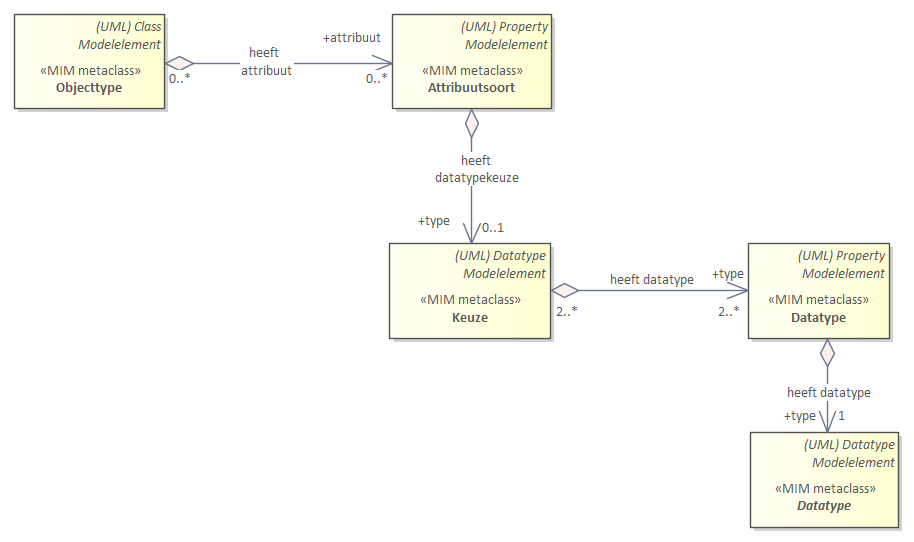 (UML) Class
Modelelement
«MIM metaclass»
Objecttype
heeft
attribuut
0..*
+attribuut
0..*
(UML) Property
Modelelement
«MIM metaclass»
Attribuutsoort
heeft
datatypekeuze
+type
0..1
(UML) Datatype
Modelelement
«MIM metaclass»
Keuze
heeft datatype
2..*
+type
2..*
(UML) Property
Modelelement
«MIM metaclass»
Datatype
heeft datatype
+type
1
(UML) Datatype
Modelelement
«MIM metaclass»
Datatype